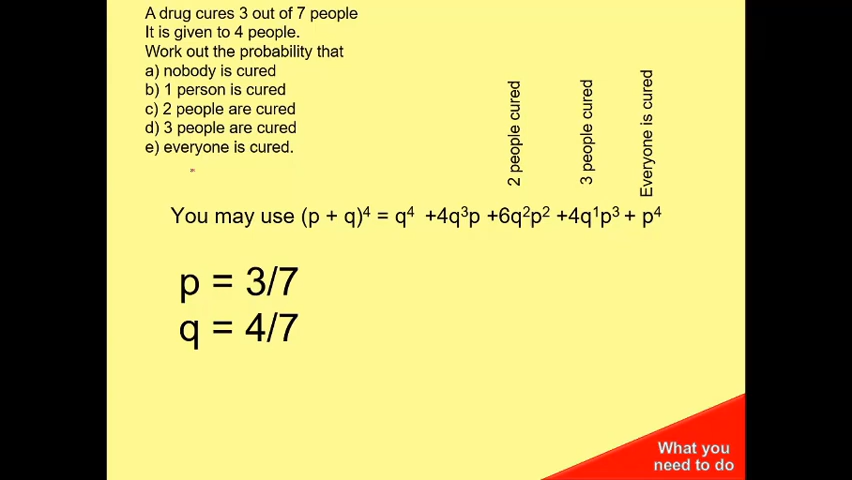 A drug cures 3 out of 7 people
It is given to 4 people.
Work out the probability that
a) nobody is cured
b) 1 person is cured
c) 2 people are cured
d) 3 people are cured
e) everyone is cured.
2 people cured
3 people cured
Everyone is cured
You may use (p + q)⁴ = q⁴ +4q³p +6q²p² +4q¹p³ + p⁴
p = 3/7
q = 4/7
What you
need to do